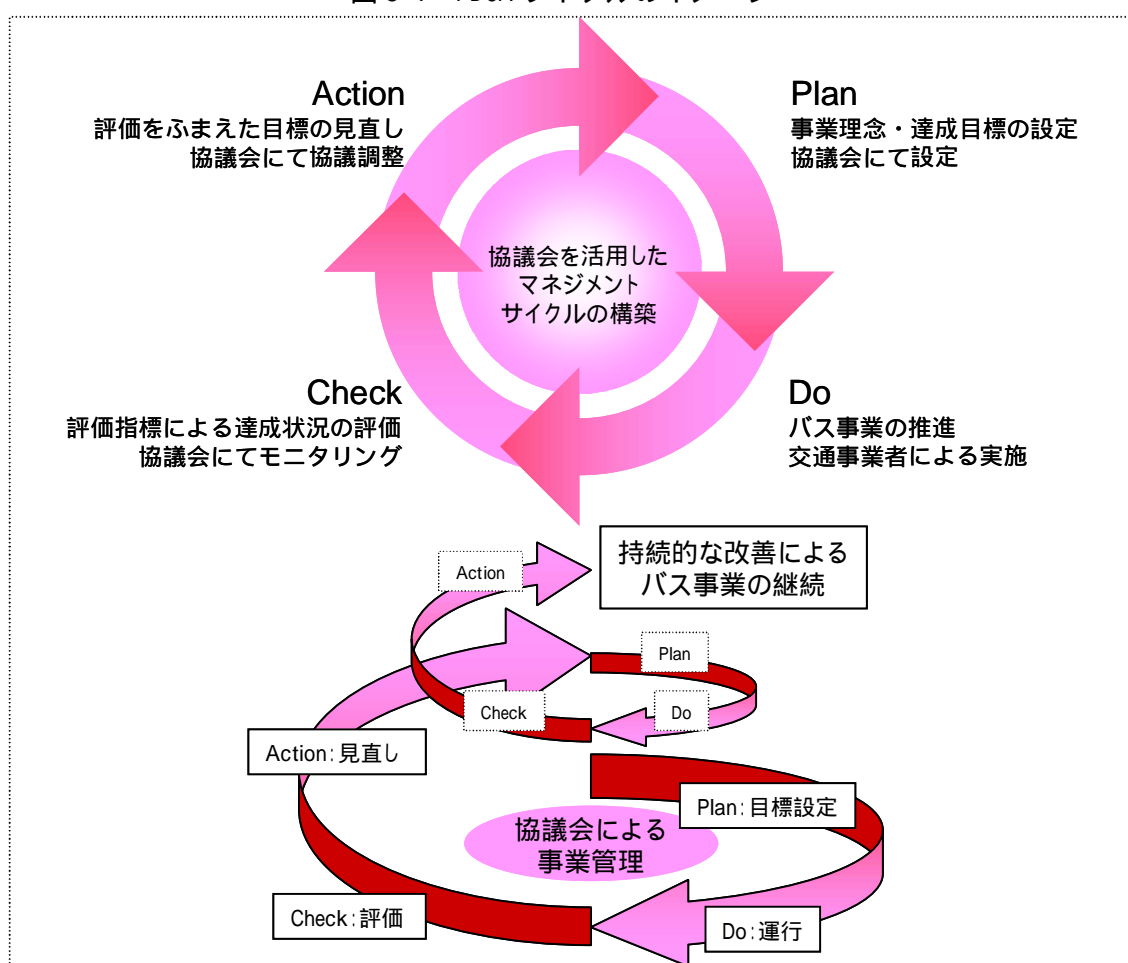 Action
評価をふまえた目標の見直し
協議会にて協議調整
Plan
事業理念・達成目標の設定
協議会にて設定
協議会を活用した
マネジメント
サイクルの構築
Check
評価指標による達成状況の評価
協議会にてモニタリング
Do
バス事業の推進
交通事業者による実施
持続的な改善による
バス事業の継続
Action
Plan
Check
Do
Action:見直し
Plan:目標設定
協議会による
事業管理
Check:評価
Do:運行